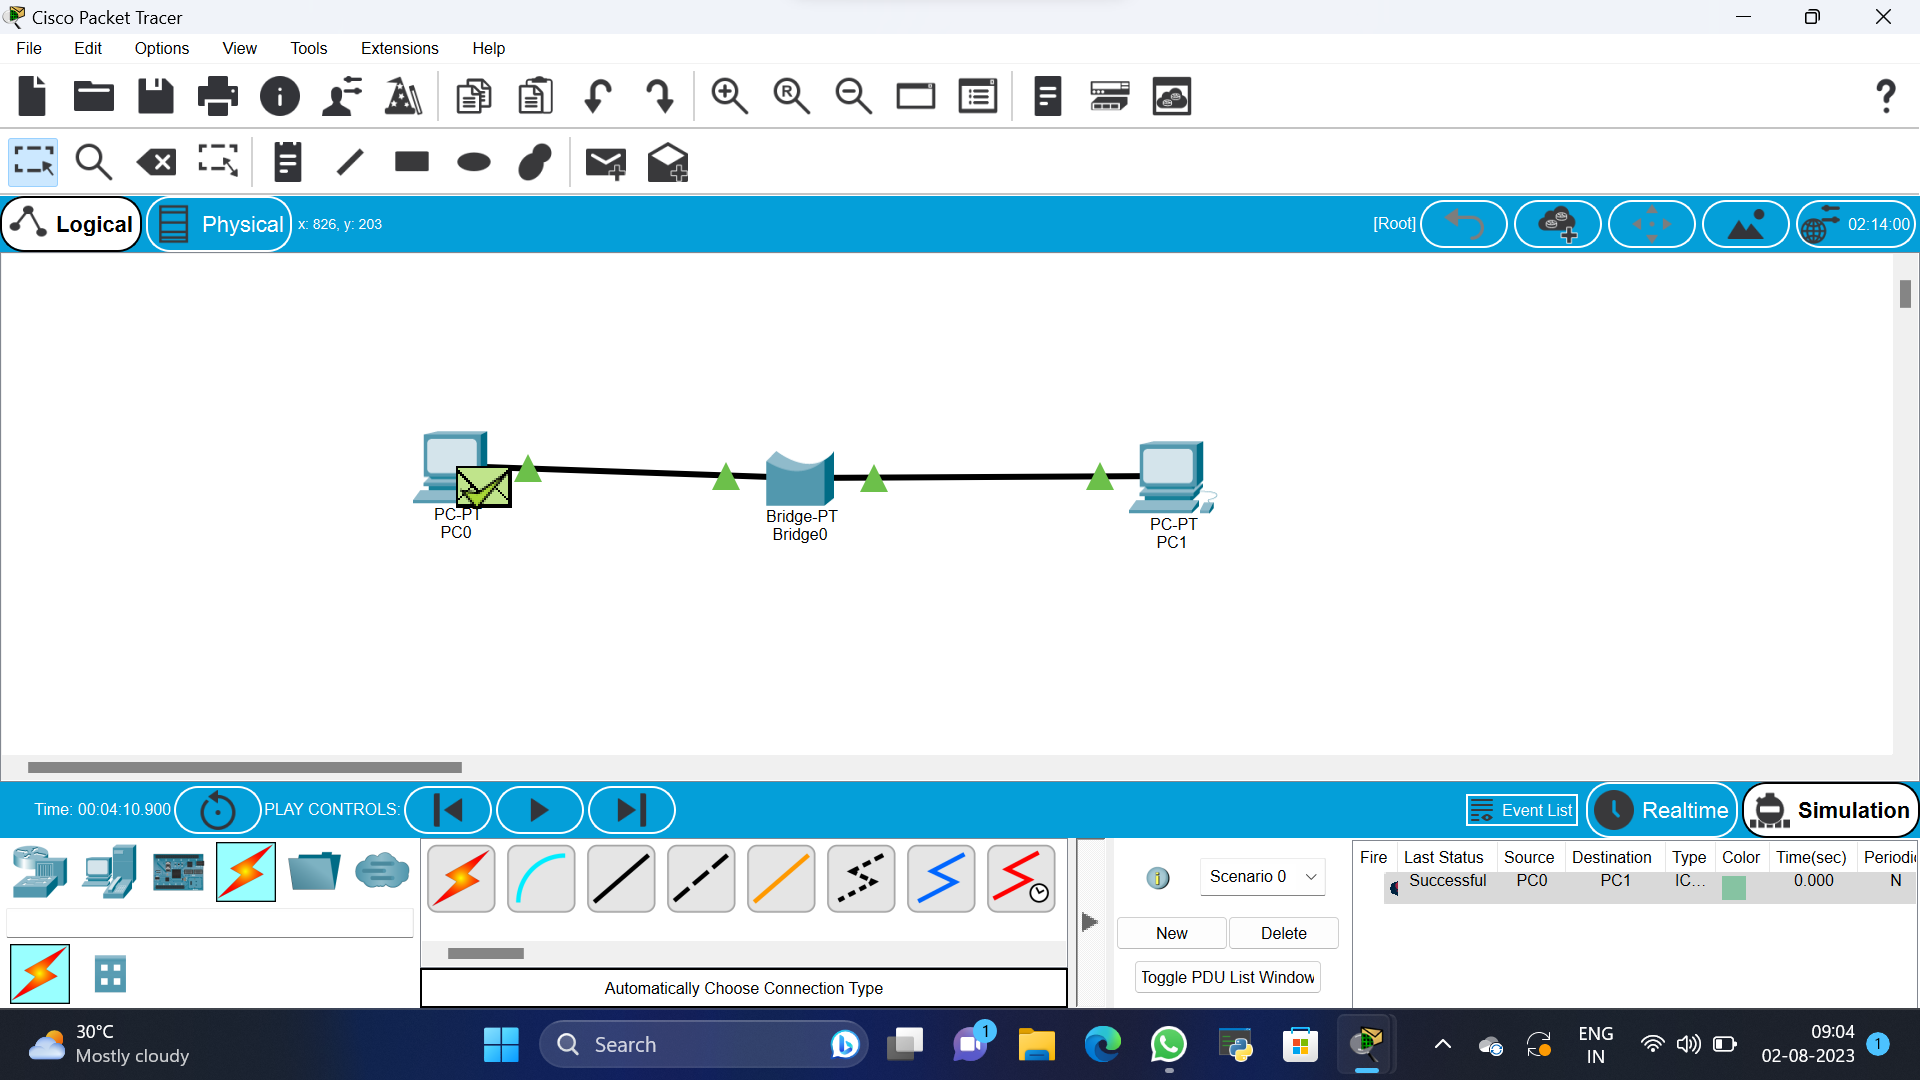 Cisco Packet Tracer
File Edit Options View Tools Extensions Help
R
?
Logical Physical x: 826, y: 203 [Root] 02:14:00
PC-PT
PC0
Bridge-PT
Bridge0
PC-PT
PC1
Time: 00:04:10.900 PLAY CONTROLS: Event List Realtime Simulation
Scenario 0
New Delete
Toggle PDU List Window
Fire Last Status Source Destination Type Color Time(sec) Periodic
Successful PC0 PC1 IC... 0.000 N
Automatically Choose Connection Type
30°C
Mostly cloudy
Search
1
ENG
IN
09:04
02-08-2023
1